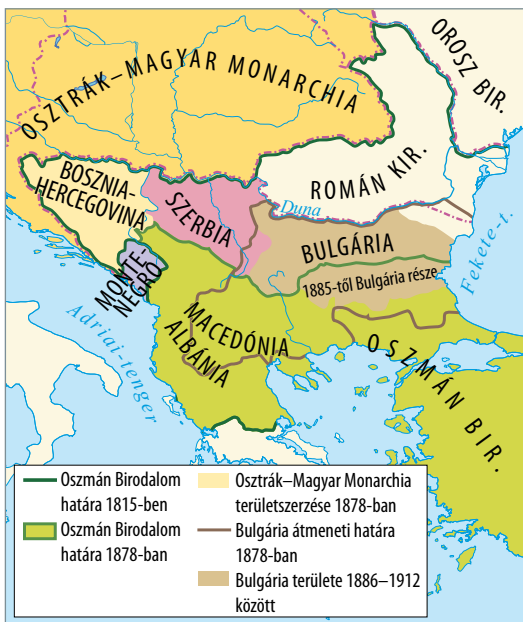 OSZTRÁK–MAGYAR MONARCHIA
OROSZ BIR.
ROMÁN KIR.
BOSZNIA-
HERCEGOVINA
SZERBIA
Duna
MONTE-
NEGRÓ
BULGÁRIA
1885-től Bulgária része
Fekete-t.
Adriai-tenger
MACEDÓNIA
ALBÁNIA
OSZMÁN BIR.
Oszmán Birodalom
határa 1815-ben
Oszmán Birodalom
határa 1878-ban
Osztrák–Magyar Monarchia
területszerzése 1878-ban
Bulgária átmeneti határa
1878-ban
Bulgária területe 1886–1912
között